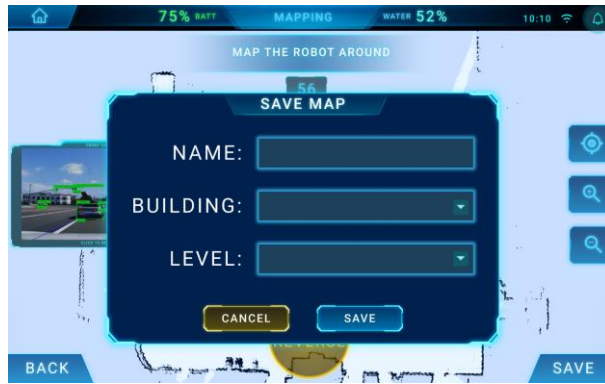 75% BATT
MAPPING
WATER 52%
10:10
MAP THE ROBOT AROUND
56
SAVE MAP
NAME:
BUILDING:
LEVEL:
CANCEL
SAVE
REVERSE
BACK
SAVE